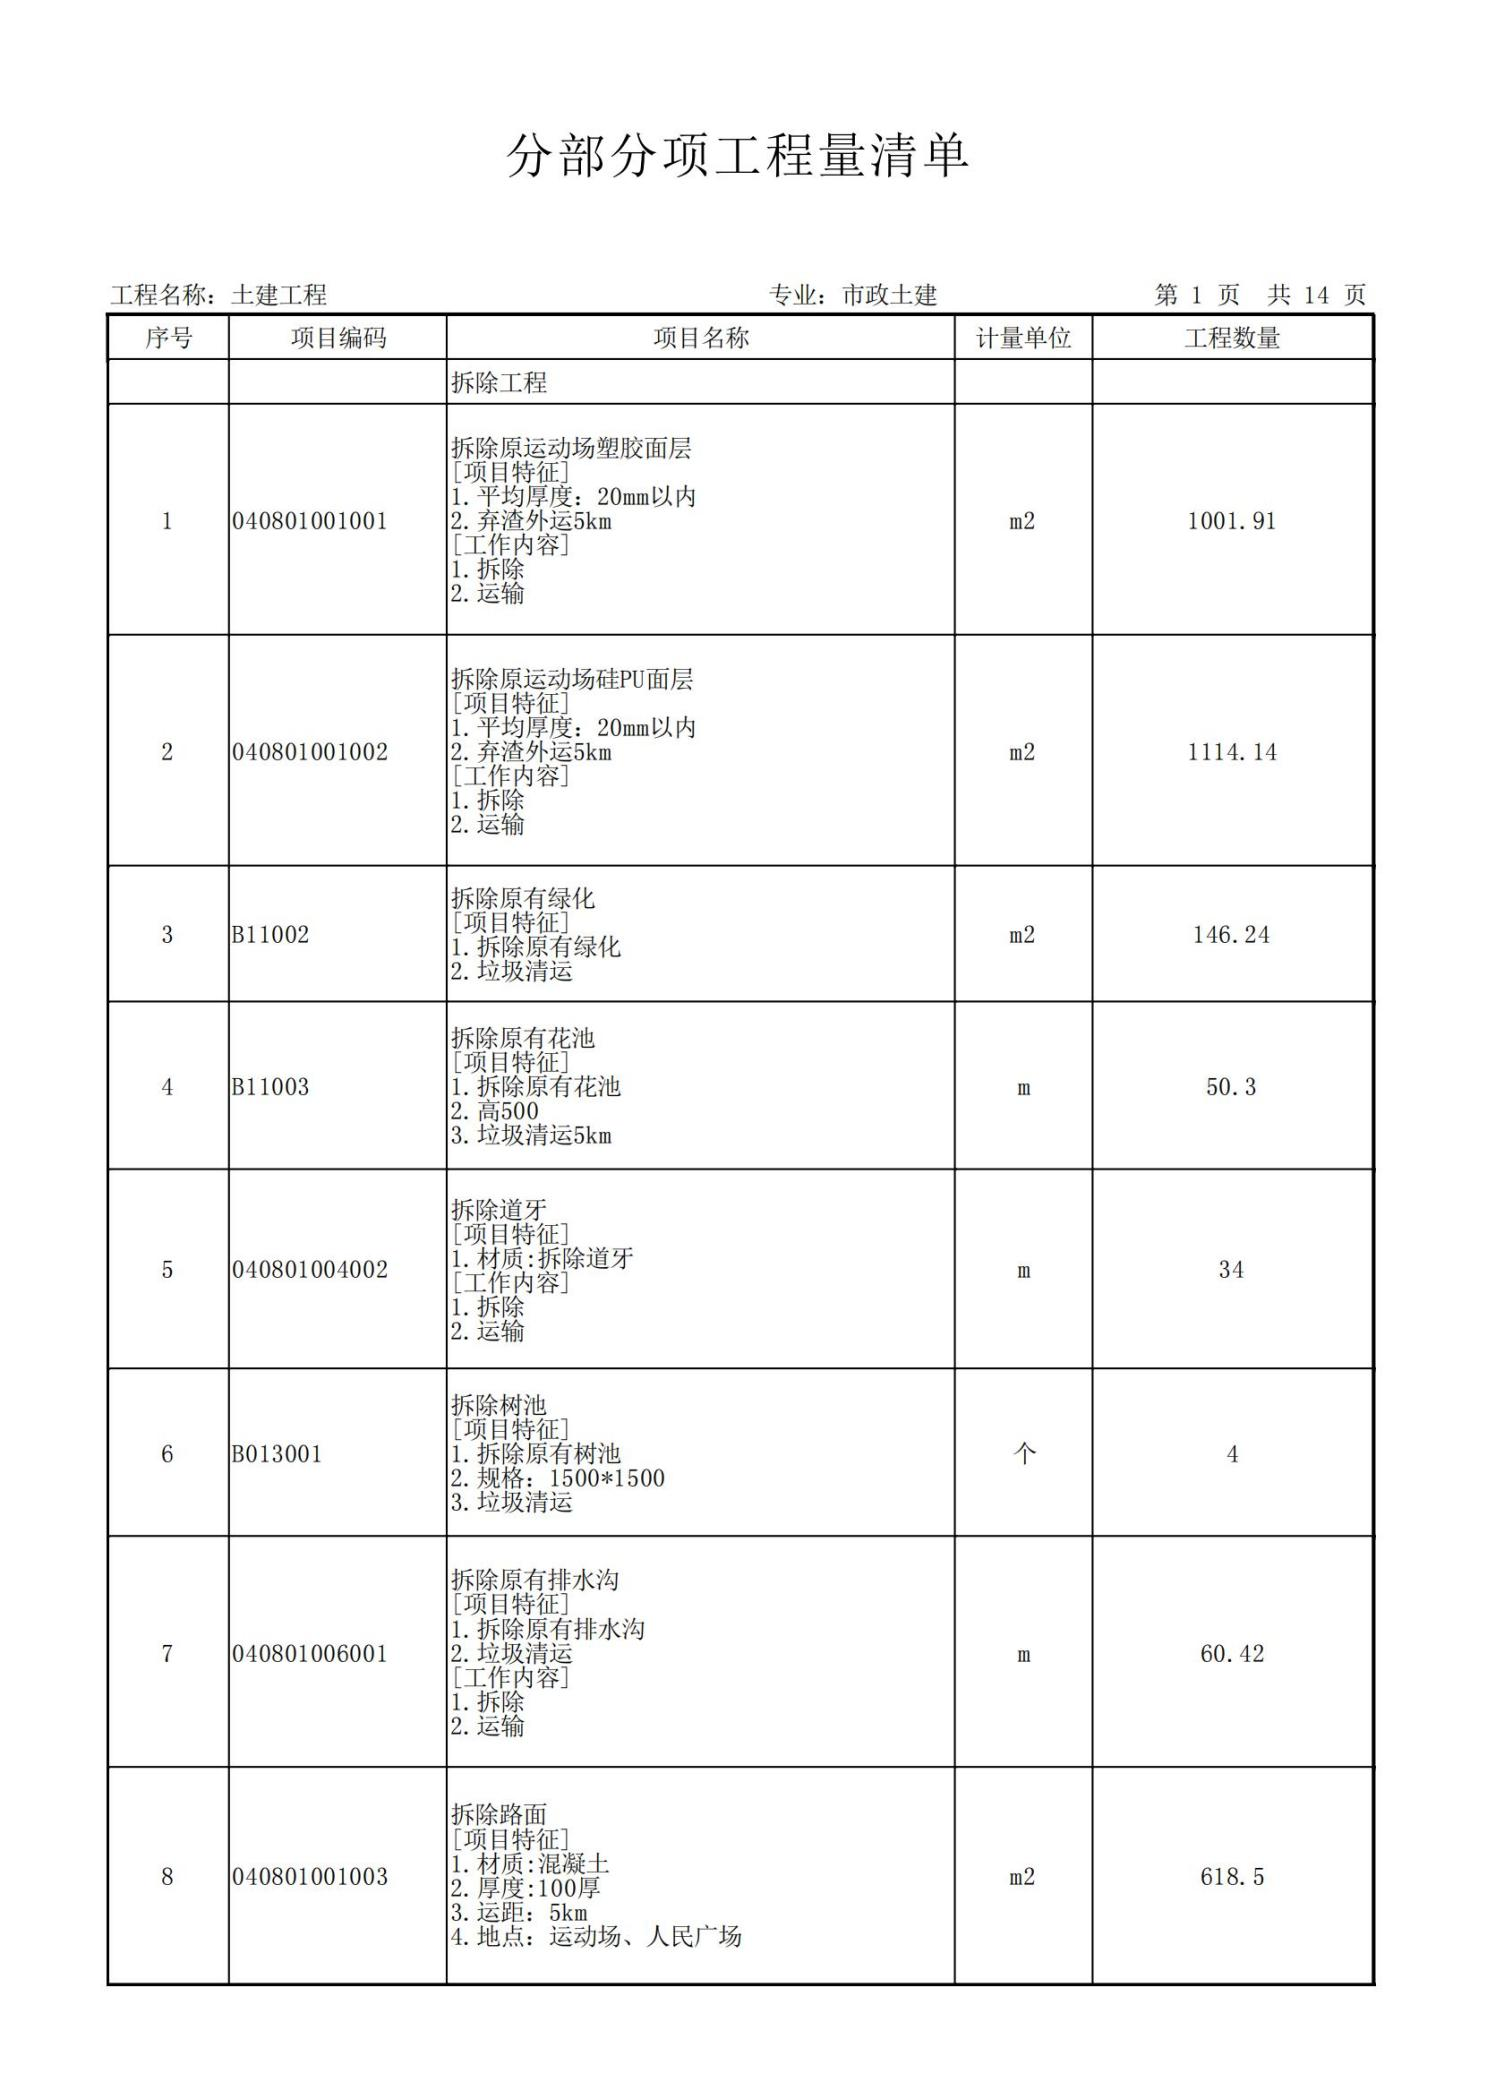 分部分项工程量清单
工程名称：土建工程 专业：市政土建 第 1 页 共 14 页
序号 项目编码 项目名称 计量单位 工程数量
拆除工程
拆除原运动场塑胶面层
[项目特征]
1.平均厚度：20mm以内
1 040801001001 2.弃渣外运5km m2 1001.91
[工作内容]
1.拆除
2.运输
拆除原运动场硅PU面层
[项目特征]
1.平均厚度：20mm以内
2 040801001002 2.弃渣外运5km m2 1114.14
[工作内容]
1.拆除
2.运输
拆除原有绿化
[项目特征]
3 B11002 1.拆除原有绿化 m2 146.24
2.垃圾清运
拆除原有花池
[项目特征]
4 B11003 1.拆除原有花池 m 50.3
2.高500
3.垃圾清运5km
拆除道牙
[项目特征]
1.材质:拆除道牙
5 040801004002 [工作内容] m 34
1.拆除
2.运输
拆除树池
[项目特征]
6 B013001 1.拆除原有树池 个 4
2.规格：1500*1500
3.垃圾清运
拆除原有排水沟
[项目特征]
1.拆除原有排水沟
7 040801006001 2.垃圾清运 m 60.42
[工作内容]
1.拆除
2.运输
拆除路面
[项目特征]
1.材质:混凝土
8 040801001003 2.厚度:100厚 m2 618.5
3.运距：5km
4.地点：运动场、人民广场